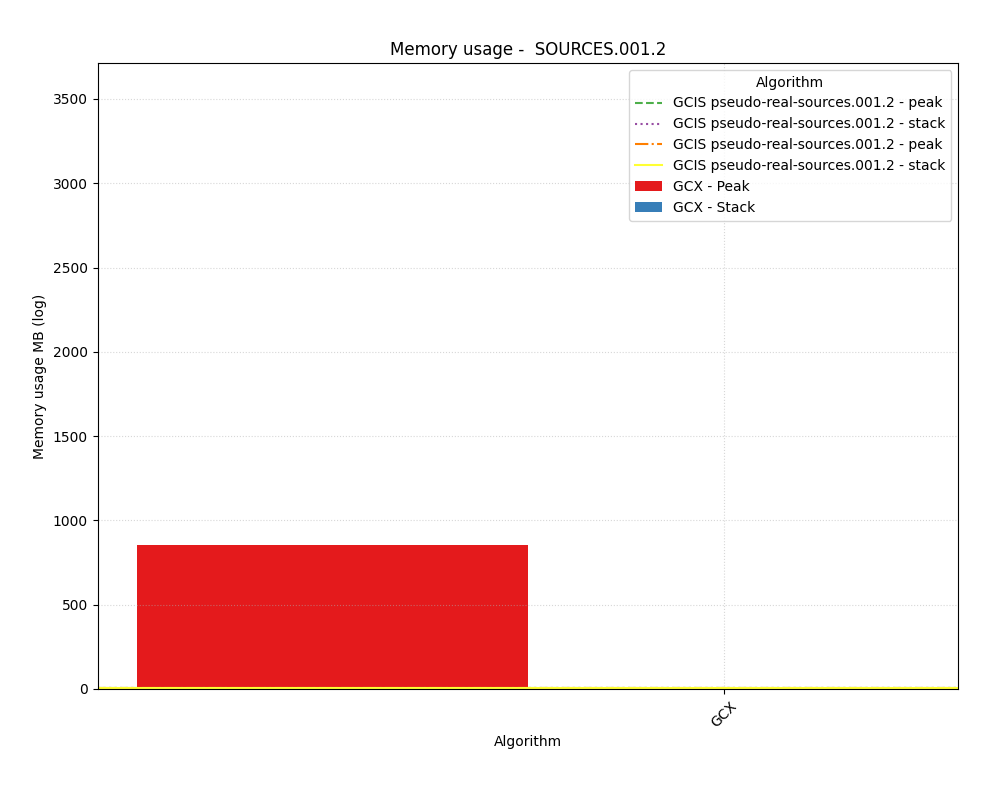 Memory usage -  SOURCES.001.2
Algorithm
GCIS pseudo-real-sources.001.2 - peak
GCIS pseudo-real-sources.001.2 - stack
GCIS pseudo-real-sources.001.2 - peak
GCIS pseudo-real-sources.001.2 - stack
GCX - Peak
GCX - Stack
3500
3000
2500
2000
1500
1000
500
0
Memory usage MB (log)
GCX
Algorithm